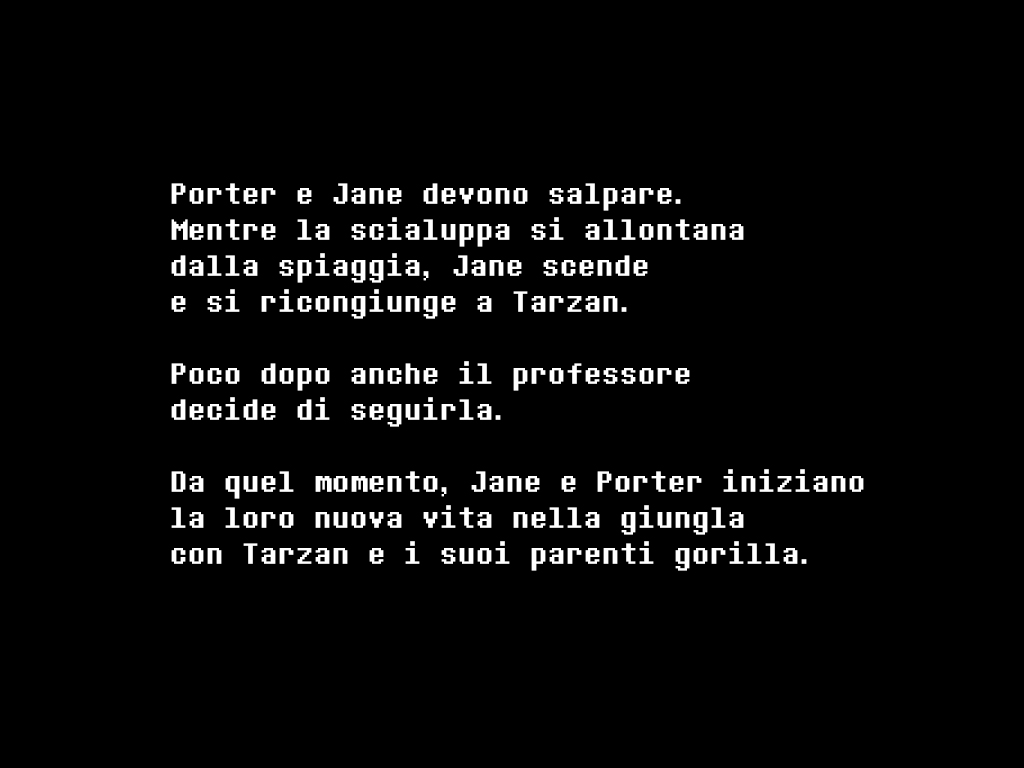 Porter e Jane devono salpare.
Mentre la scialuppa si allontana
dalla spiaggia, Jane scende
e si ricongiunge a Tarzan.
Poco dopo anche il professore
decide di seguirla.
Da quel momento, Jane e Porter iniziano
la loro nuova vita nella giungla
con Tarzan e i suoi parenti gorilla.